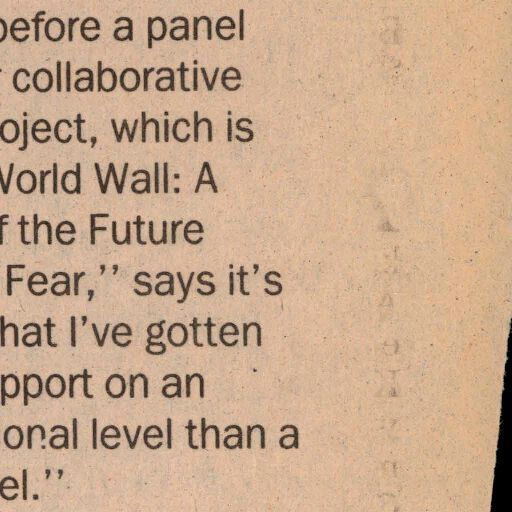 before a panel
collaborative
oject, which is
World Wall: A
f the Future
Fear,'' says it's
hat I've gotten
pport on an
ional level than a
el.''